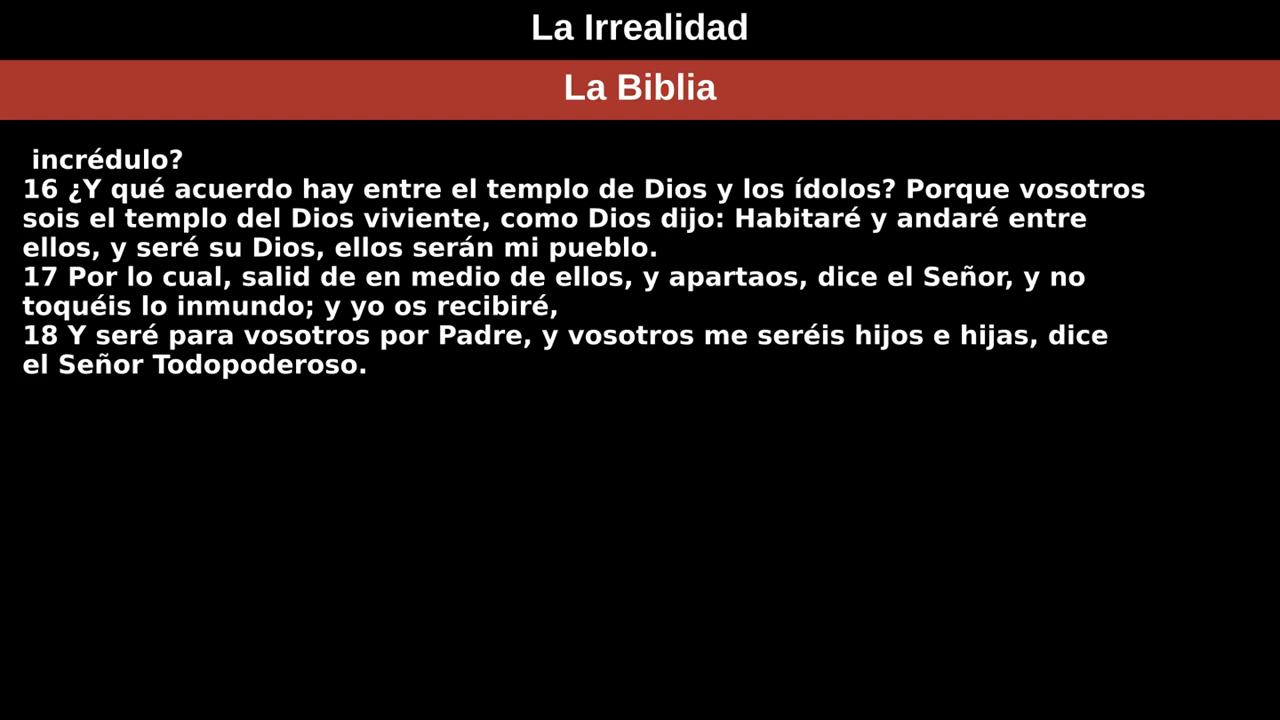 La Irrealidad
La Biblia
incrédulo?
16 ¿Y qué acuerdo hay entre el templo de Dios y los ídolos? Porque vosotros
sois el templo del Dios viviente, como Dios dijo: Habitaré y andaré entre
ellos, y seré su Dios, ellos serán mi pueblo.
17 Por lo cual, salid de en medio de ellos, y apartaos, dice el Señor, y no
toquéis lo inmundo; y yo os recibiré,
18 Y seré para vosotros por Padre, y vosotros me seréis hijos e hijas, dice
el Señor Todopoderoso.